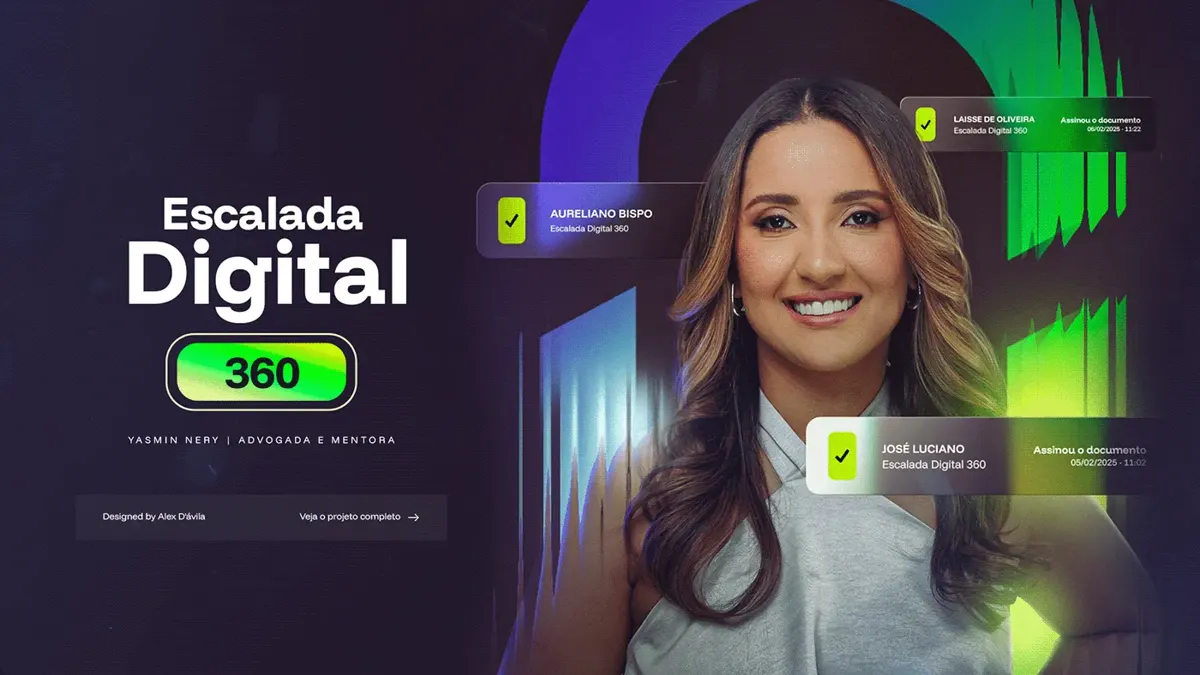 Escalada
Digital
360
YASMIN NERY | ADVOGADA E MENTORA
Designed by Alex D'ávila
Veja o projeto completo →
AURELIANO BISPO
Escalada Digital 360
LAISSE DE OLIVEIRA
Escalada Digital 360
Assinou o documento
06/02/2025 - 11:22
JOSÉ LUCIANO
Escalada Digital 360
Assinou o documento
05/02/2025 - 11:02